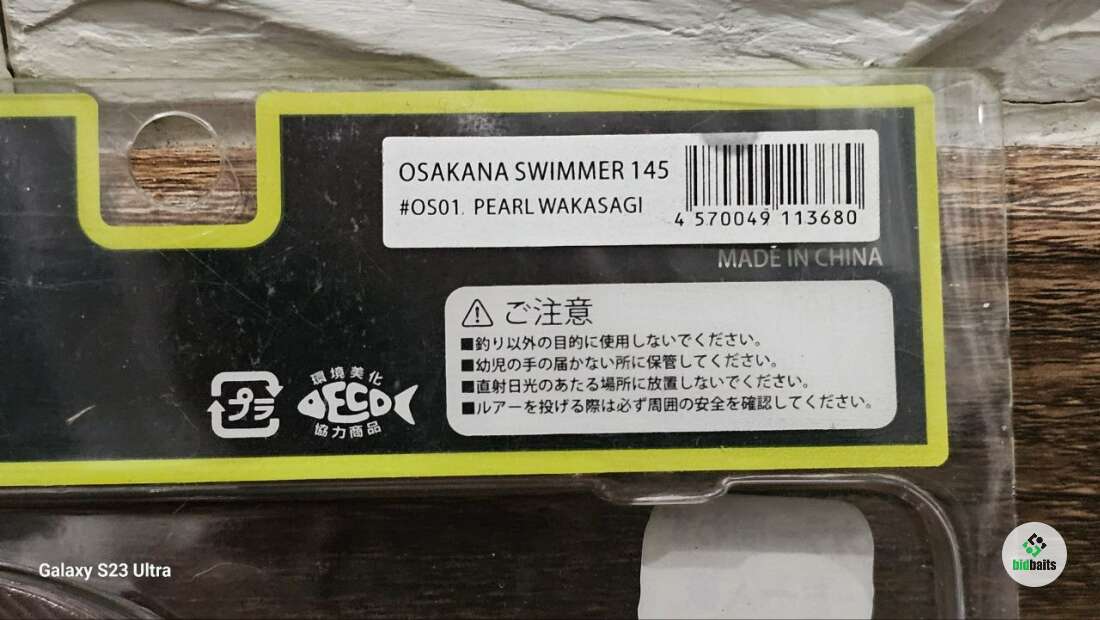 OSAKANA SWIMMER 145
#OS01. PEARL WAKASAGI
4 570049 113680
MADE IN CHINA
ご注意
■釣り以外の目的に使用しないでください。
■幼児の手の届かない所に保管してください。
■直射日光のあたる場所に放置しないでください。
■ルアーを投げる際は必ず周囲の安全を確認してください。
プラ
環境美化
ECO
協力商品
Galaxy S23 Ultra
bidbaits